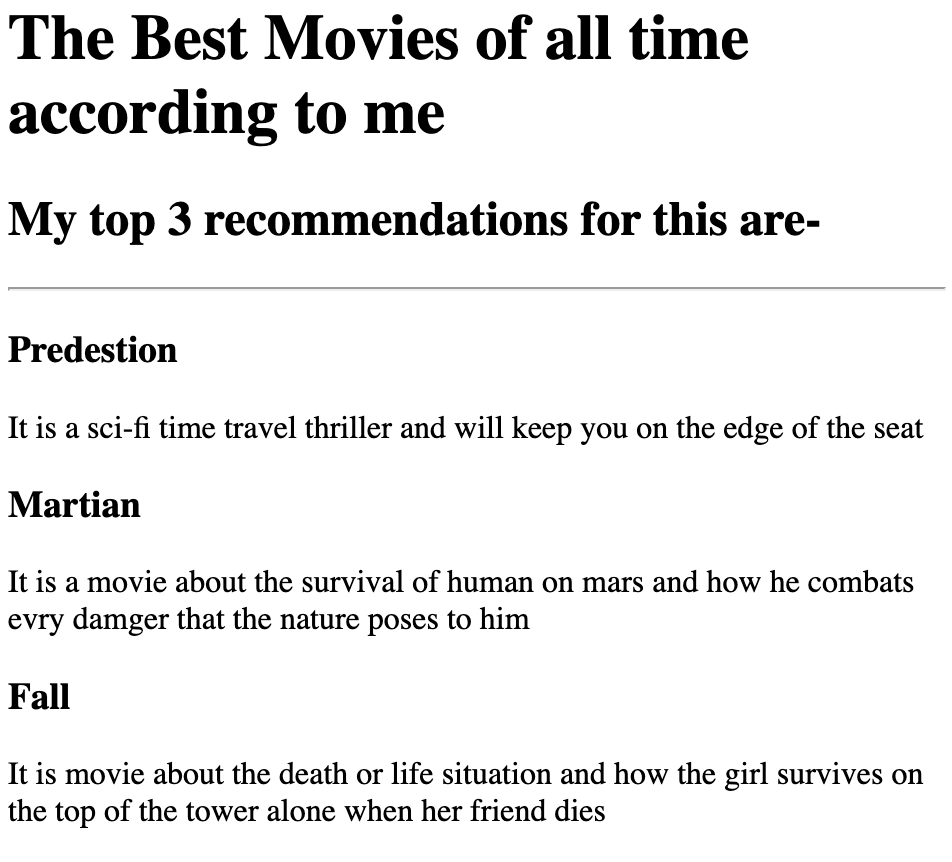 The Best Movies of all time
according to me
My top 3 recommendations for this are-
Predestion
It is a sci-fi time travel thriller and will keep you on the edge of the seat
Martian
It is a movie about the survival of human on mars and how he combats
evry damger that the nature poses to him
Fall
It is movie about the death or life situation and how the girl survives on
the top of the tower alone when her friend dies